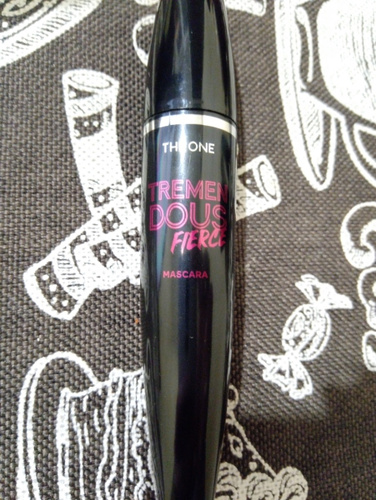 THE ONE
TREMEN
DOUS
FIERCE
MASCARA